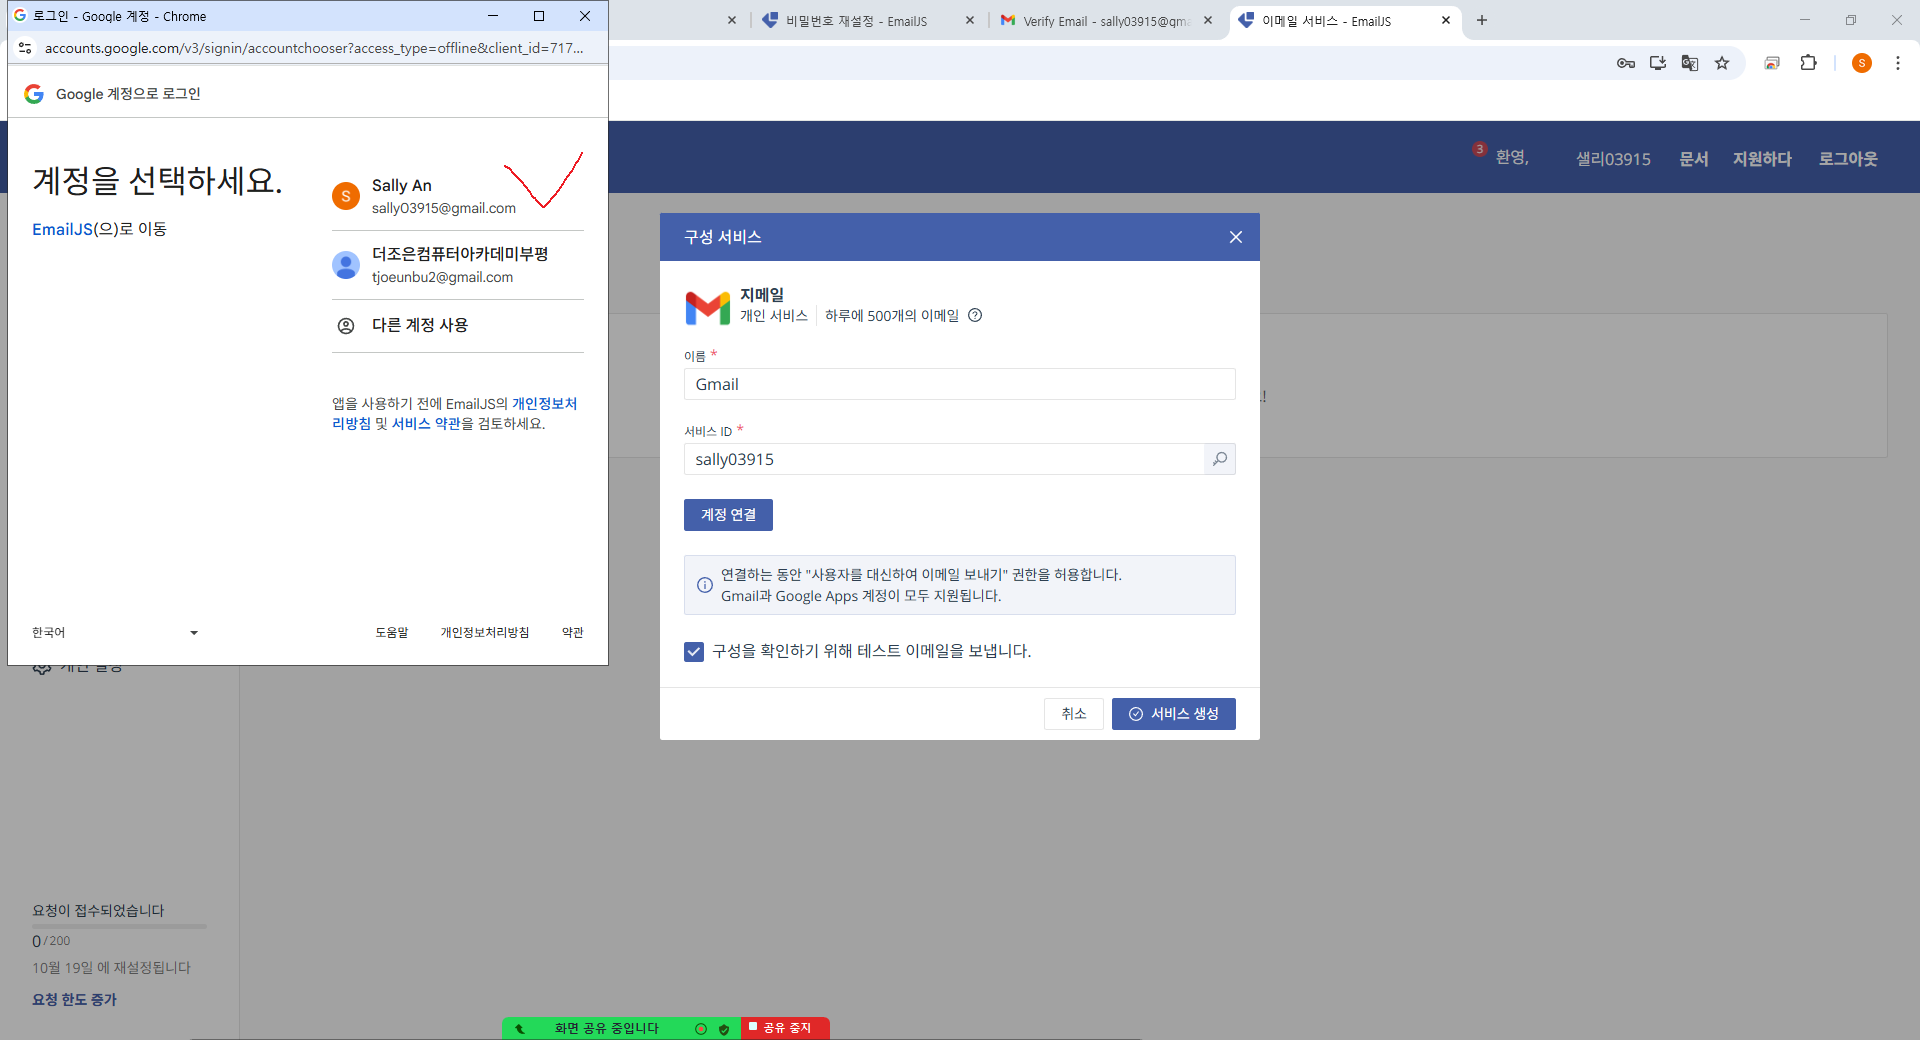 로그인 - Google 계정 - Chrome
accounts.google.com/v3/signin/accountchooser?access_type=offline&client_id=717...
Google 계정으로 로그인
계정을 선택하세요.
EmailJS(으)로 이동
S
Sally An
sally03915@gmail.com
더조은컴퓨터아카데미부평
tjoeunbu2@gmail.com
다른 계정 사용
앱을 사용하기 전에 EmailJS의 개인정보처
리방침 및 서비스 약관을 검토하세요.
한국어
도움말
개인정보처리방침
약관
비밀번호 재설정 - EmailJS
Verify Email - sally03915@gma
이메일 서비스 - EmailJS
S
3
환영,
샐리03915
문서
지원하다
로그아웃
구성 서비스
지메일
개인 서비스
하루에 500개의 이메일
이름 *
Gmail
서비스 ID *
sally03915
계정 연결
연결하는 동안 "사용자를 대신하여 이메일 보내기" 권한을 허용합니다.
Gmail과 Google Apps 계정이 모두 지원됩니다.
구성을 확인하기 위해 테스트 이메일을 보냅니다.
취소
서비스 생성
요청이 접수되었습니다
0/200
10월 19일 에 재설정됩니다
요청 한도 증가
화면 공유 중입니다
공유 중지